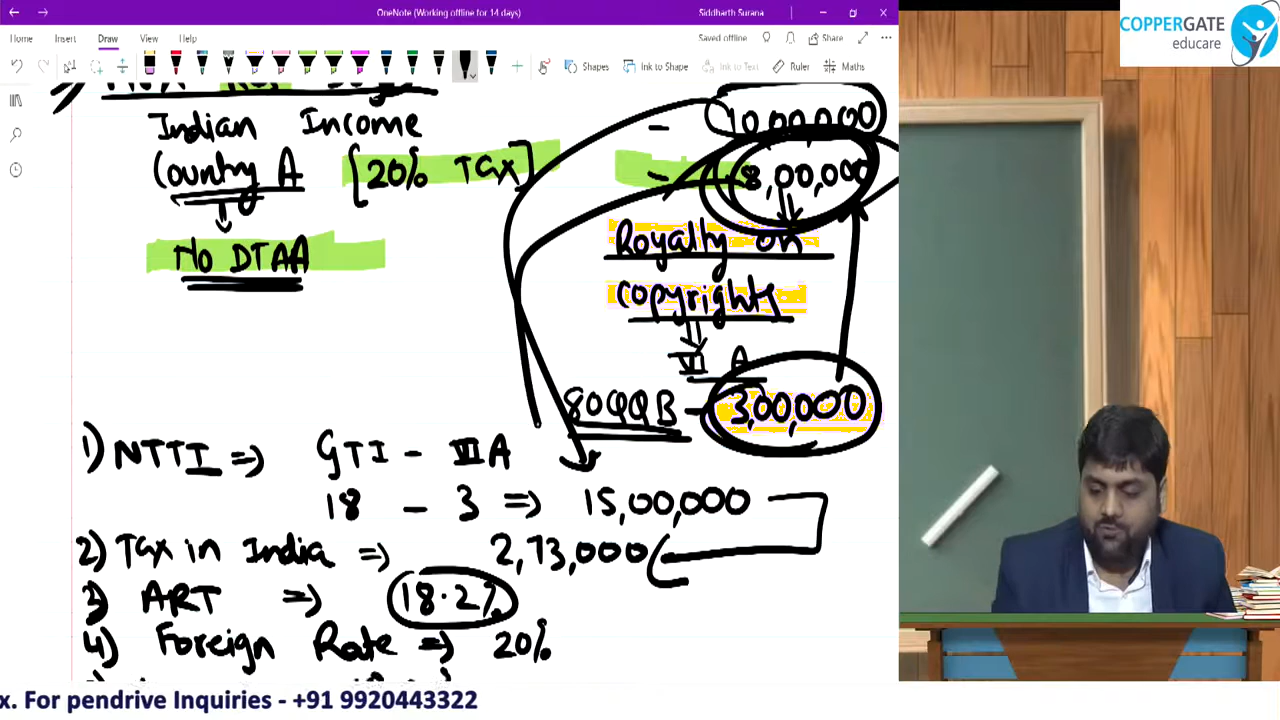 OneNote (Working offline for 14 days)
Siddharth Surana
Home Insert Draw View Help
Saved offline
Share
Shapes
Ink to Shape
Ink to Text
Ruler
Maths
COPPERGATE
educare
Indian Income - 10,00,000
Country A [20% Tax] - 8,00,000
No DTAA
Royalty on
Copyrights
VI A
80QQB - 3,00,000
1) NTTI => GTI - VIA
18 - 3 => 15,00,000
2) Tax in India => 2,73,000
3) ART => 18.2%
4) Foreign Rate => 20%
x. For pendrive Inquiries - +91 9920443322